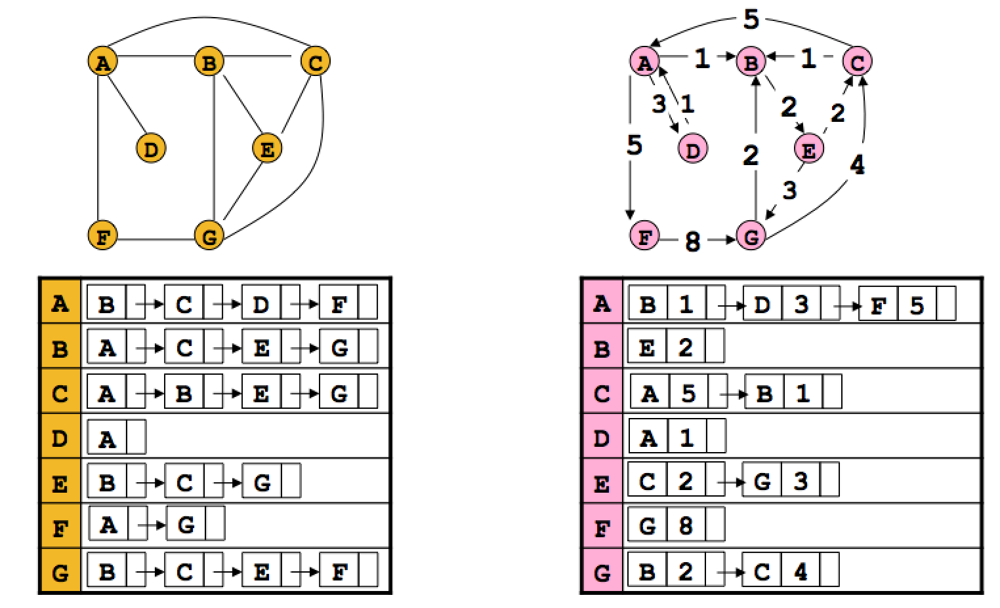 5
A B C
A 1 B 1 C
3 1 2 2
D E
5 D E
2 4
3
F G
F 8 G
A B C D F
B A C E G
C A B E G
D A
E B C G
F A G
G B C E F
A B 1 D 3 F 5
B E 2
C A 5 B 1
D A 1
E C 2 G 3
F G 8
G B 2 C 4